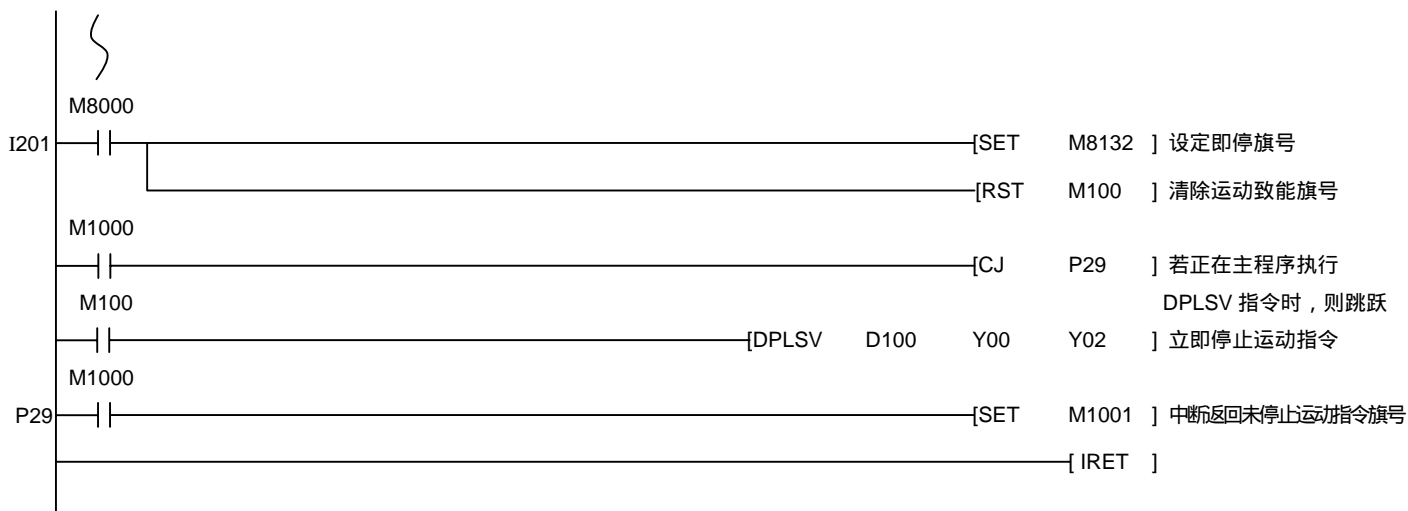 M8000
I201 [SET M8132 ] 设定即停旗号
[RST M100 ] 清除运动致能旗号
M1000
[CJ P29 ] 若正在主程序执行
M100 DPLSV 指令时，则跳跃
[DPLSV D100 Y00 Y02 ] 立即停止运动指令
M1000
P29 [SET M1001 ] 中断返回未停止运动指令旗号
[ IRET ]